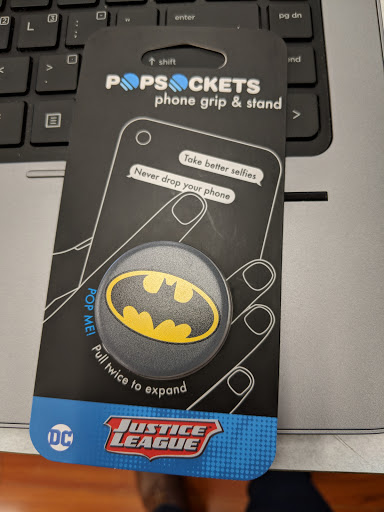 pg dn
enter
↑ shift
POPSOCKETS
phone grip & stand
Take better selfies
Never drop your phone
POP ME!
Pull twice to expand
DC
JUSTICE
LEAGUE